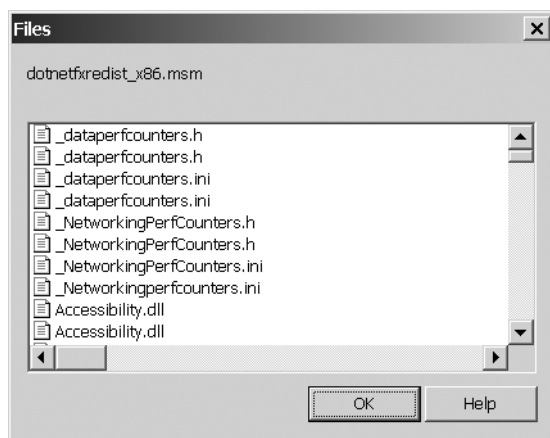 Files
dotnetfxredist_x86.msm
_dataperfcounters.h
_dataperfcounters.h
_dataperfcounters.ini
_dataperfcounters.ini
_NetworkingPerfCounters.h
_NetworkingPerfCounters.h
_NetworkingPerfCounters.ini
_Networkingperfcounters.ini
Accessibility.dll
Accessibility.dll
OK Help